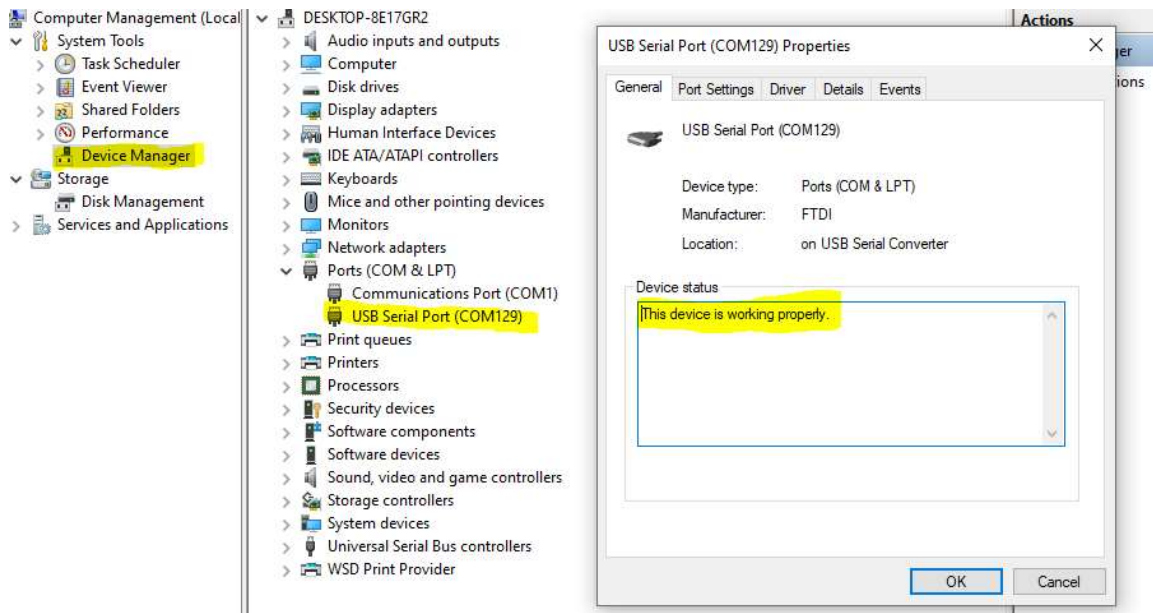 Computer Management (Local
System Tools
Task Scheduler
Event Viewer
Shared Folders
Performance
Device Manager
Storage
Disk Management
Services and Applications
DESKTOP-8E17GR2
Audio inputs and outputs
Computer
Disk drives
Display adapters
Human Interface Devices
IDE ATA/ATAPI controllers
Keyboards
Mice and other pointing devices
Monitors
Network adapters
Ports (COM & LPT)
Communications Port (COM1)
USB Serial Port (COM129)
Print queues
Printers
Processors
Security devices
Software components
Software devices
Sound, video and game controllers
Storage controllers
System devices
Universal Serial Bus controllers
WSD Print Provider
USB Serial Port (COM129) Properties
General Port Settings Driver Details Events
USB Serial Port (COM129)
Device type: Ports (COM & LPT)
Manufacturer: FTDI
Location: on USB Serial Converter
Device status
This device is working properly.
OK Cancel
Actions
ger
ions